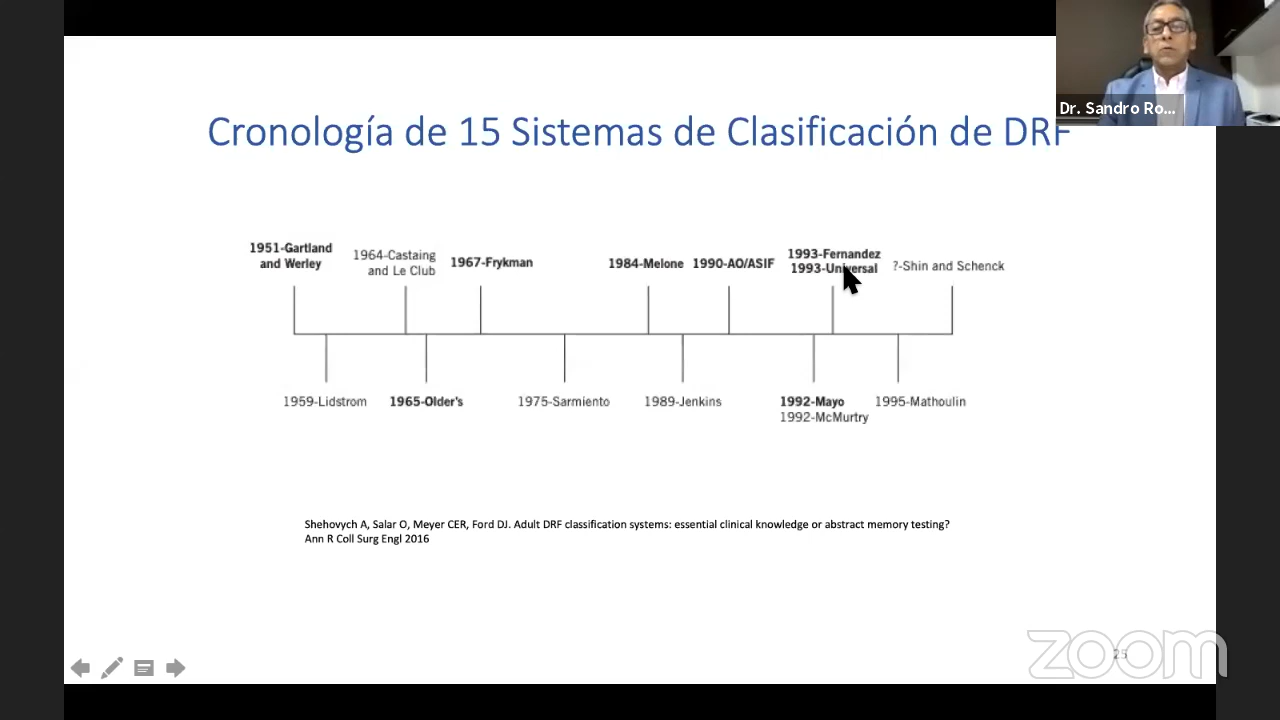 Dr. Sandro Ro...
Cronología de 15 Sistemas de Clasificación de DRF
1951-Gartland
and Werley
1964-Castaing
and Le Club
1967-Frykman
1984-Melone
1990-AO/ASIF
1993-Fernandez
1993-Universal
?-Shin and Schenck
1959-Lidstrom
1965-Older's
1975-Sarmiento
1989-Jenkins
1992-Mayo
1992-McMurtry
1995-Mathoulin
Shehovych A, Salar O, Meyer CER, Ford DJ. Adult DRF classification systems: essential clinical knowledge or abstract memory testing?
Ann R Coll Surg Engl 2016
zoom
25